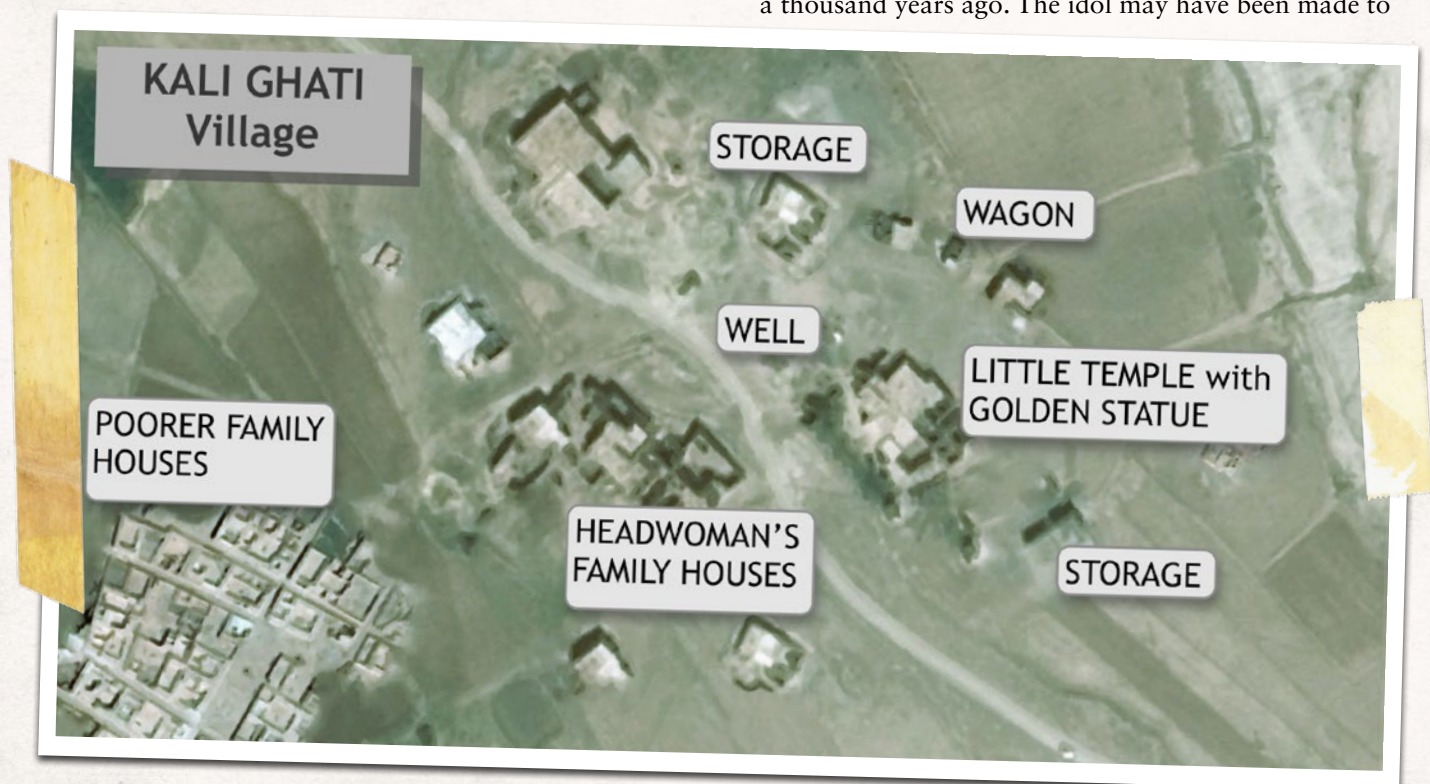 a thousand years ago. The idol may have been made to
KALI GHATI
Village
STORAGE
WAGON
WELL
LITTLE TEMPLE with
GOLDEN STATUE
POORER FAMILY
HOUSES
HEADWOMAN'S
FAMILY HOUSES
STORAGE